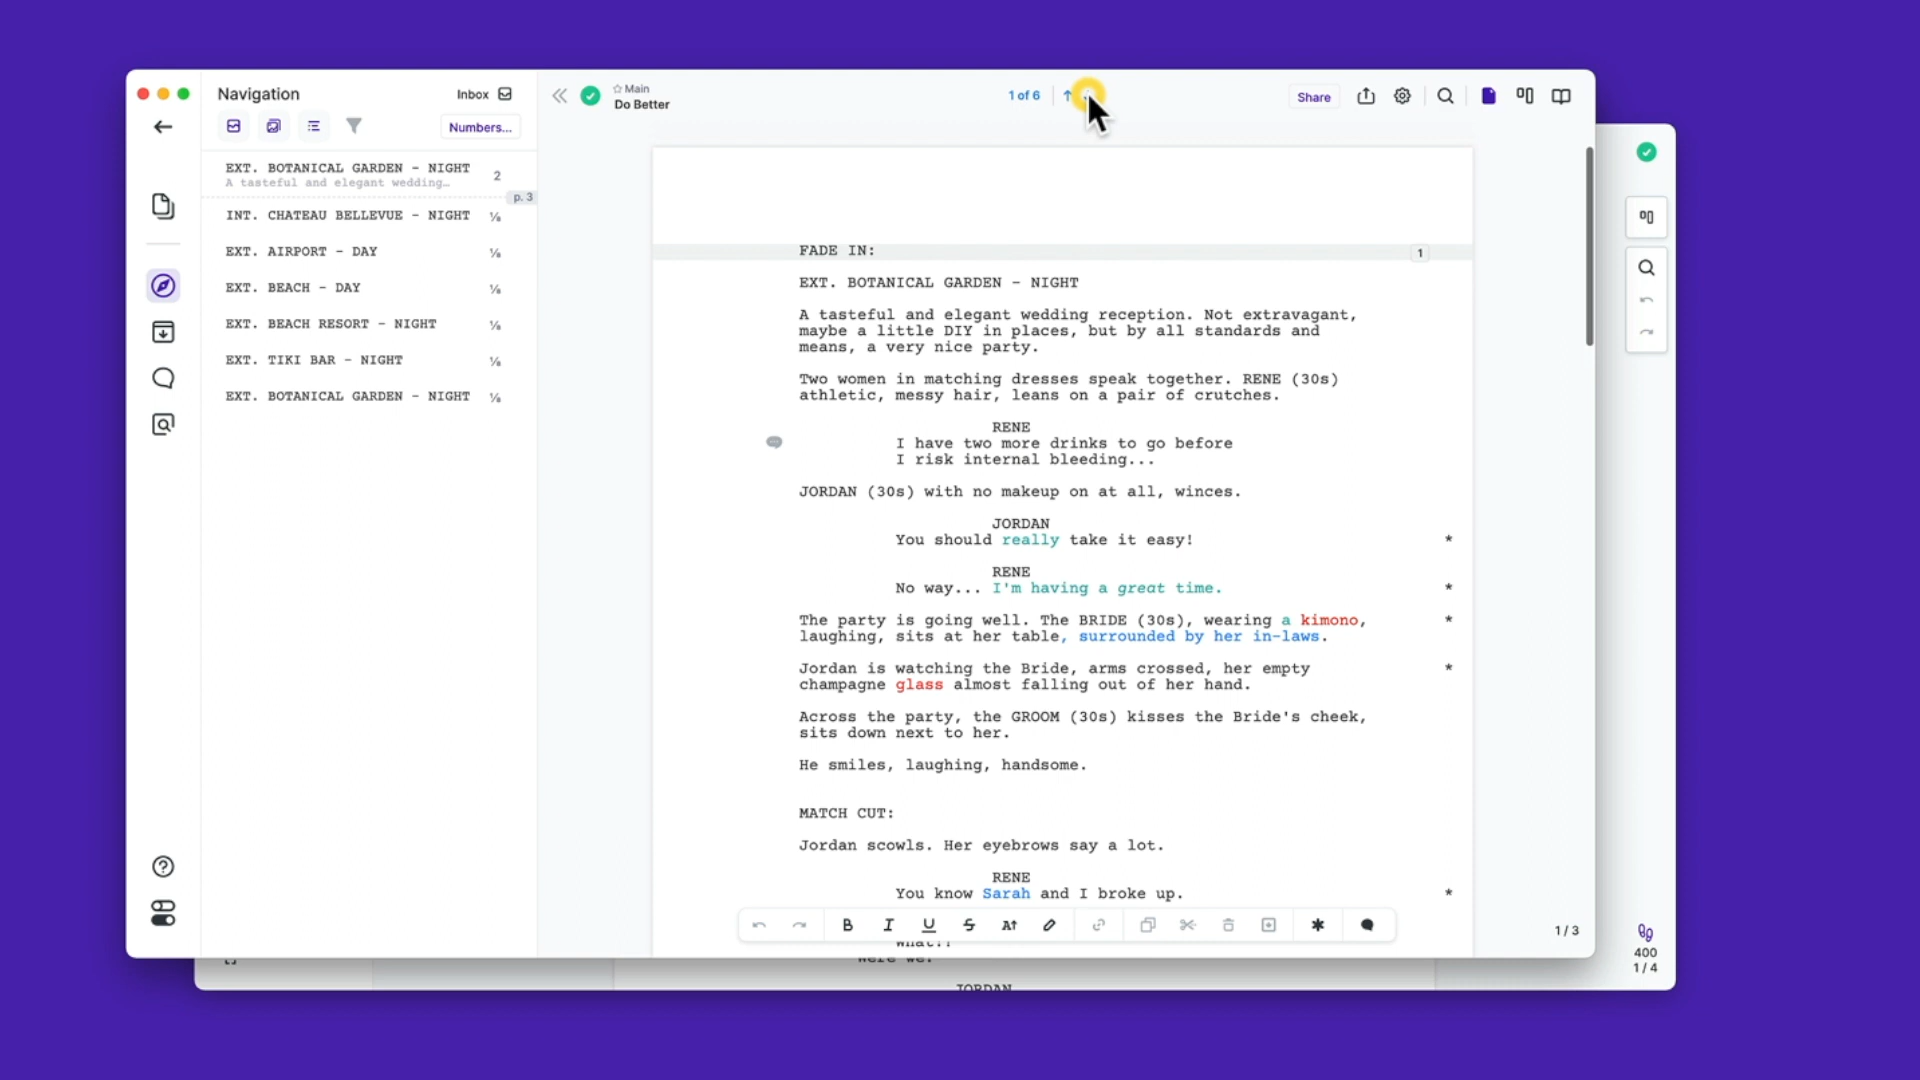 Navigation
Inbox
Numbers...
EXT. BOTANICAL GARDEN - NIGHT
A tasteful and elegant wedding…
2
p. 3
INT. CHATEAU BELLEVUE - NIGHT
⅛
EXT. AIRPORT - DAY
⅛
EXT. BEACH - DAY
⅛
EXT. BEACH RESORT - NIGHT
⅛
EXT. TIKI BAR - NIGHT
⅛
EXT. BOTANICAL GARDEN - NIGHT
⅛
Main
Do Better
1 of 6
Share
FADE IN:
1
EXT. BOTANICAL GARDEN - NIGHT
A tasteful and elegant wedding reception. Not extravagant,
maybe a little DIY in places, but by all standards and
means, a very nice party.
Two women in matching dresses speak together. RENE (30s)
athletic, messy hair, leans on a pair of crutches.
RENE
I have two more drinks to go before
I risk internal bleeding...
JORDAN (30s) with no makeup on at all, winces.
JORDAN
You should really take it easy! *
RENE
No way... I'm having a great time. *
The party is going well. The BRIDE (30s), wearing a kimono, *
laughing, sits at her table, surrounded by her in-laws.
Jordan is watching the Bride, arms crossed, her empty *
champagne glass almost falling out of her hand.
Across the party, the GROOM (30s) kisses the Bride's cheek,
sits down next to her.
He smiles, laughing, handsome.
MATCH CUT:
Jordan scowls. Her eyebrows say a lot.
RENE
You know Sarah and I broke up. *
B I U S A
1/3
were we?
JORDAN
400
1/4